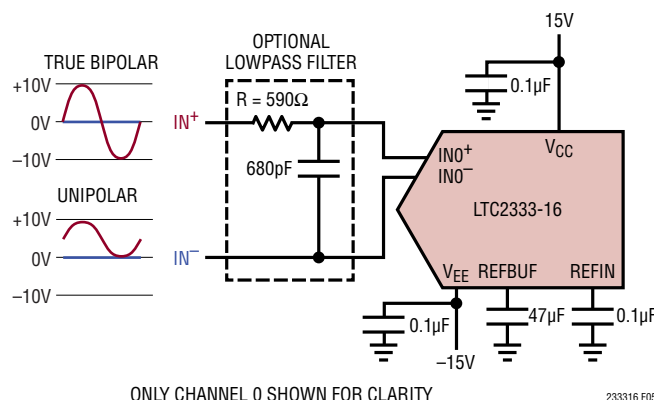 15V
OPTIONAL
LOWPASS FILTER
TRUE BIPOLAR
+10V
0V
–10V
IN+
R = 590Ω
680pF
0.1µF
VCC
IN0+
IN0–
LTC2333-16
UNIPOLAR
+10V
0V
–10V
IN–
VEE
REFBUF
REFIN
0.1µF
47µF
0.1µF
–15V
ONLY CHANNEL 0 SHOWN FOR CLARITY
233316 F05